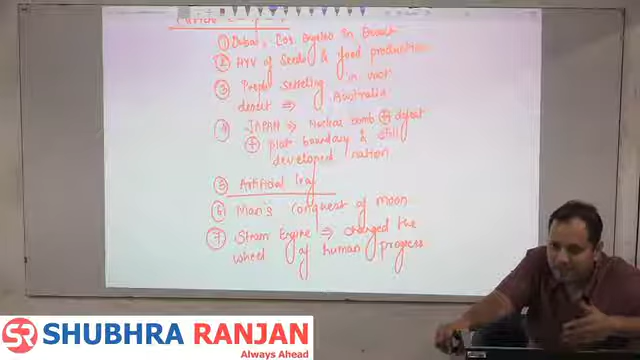 ① Dubai, Los Angeles in Desert
② HYV of Seeds & food production
③ People settling in vast
desert ⇒ Australia
④ JAPAN ⇒ Nuclear bomb ⊕ defeat
⊕ plate boundary & still
developed nation
⑤ Artificial leg
⑥ Man's conquest of moon
⑦ Steam Engine ⇒ changed the
wheel of human progress
SR SHUBHRA RANJAN
Always Ahead